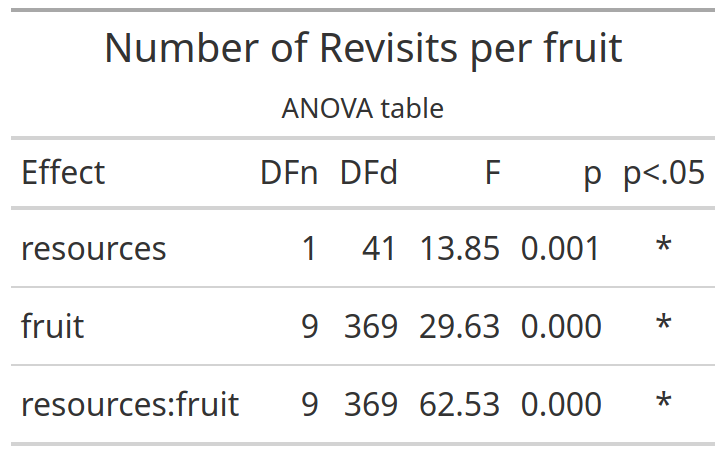 Number of Revisits per fruit
ANOVA table
Effect DFn DFd F p p<.05
resources 1 41 13.85 0.001 *
fruit 9 369 29.63 0.000 *
resources:fruit 9 369 62.53 0.000 *